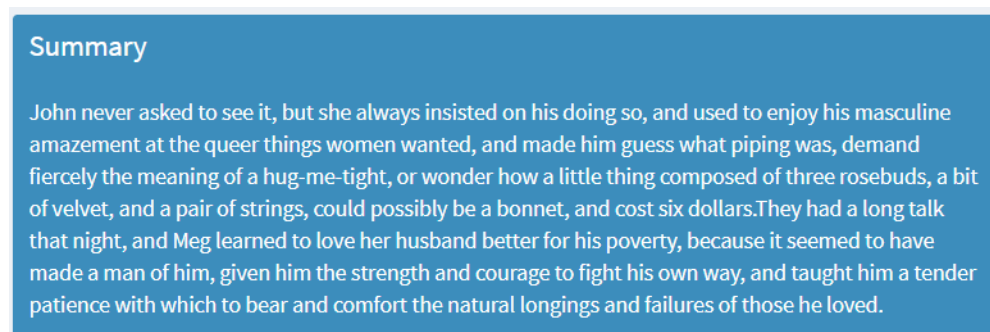 Summary
John never asked to see it, but she always insisted on his doing so, and used to enjoy his masculine
amazement at the queer things women wanted, and made him guess what piping was, demand
fiercely the meaning of a hug-me-tight, or wonder how a little thing composed of three rosebuds, a bit
of velvet, and a pair of strings, could possibly be a bonnet, and cost six dollars.They had a long talk
that night, and Meg learned to love her husband better for his poverty, because it seemed to have
made a man of him, given him the strength and courage to fight his own way, and taught him a tender
patience with which to bear and comfort the natural longings and failures of those he loved.